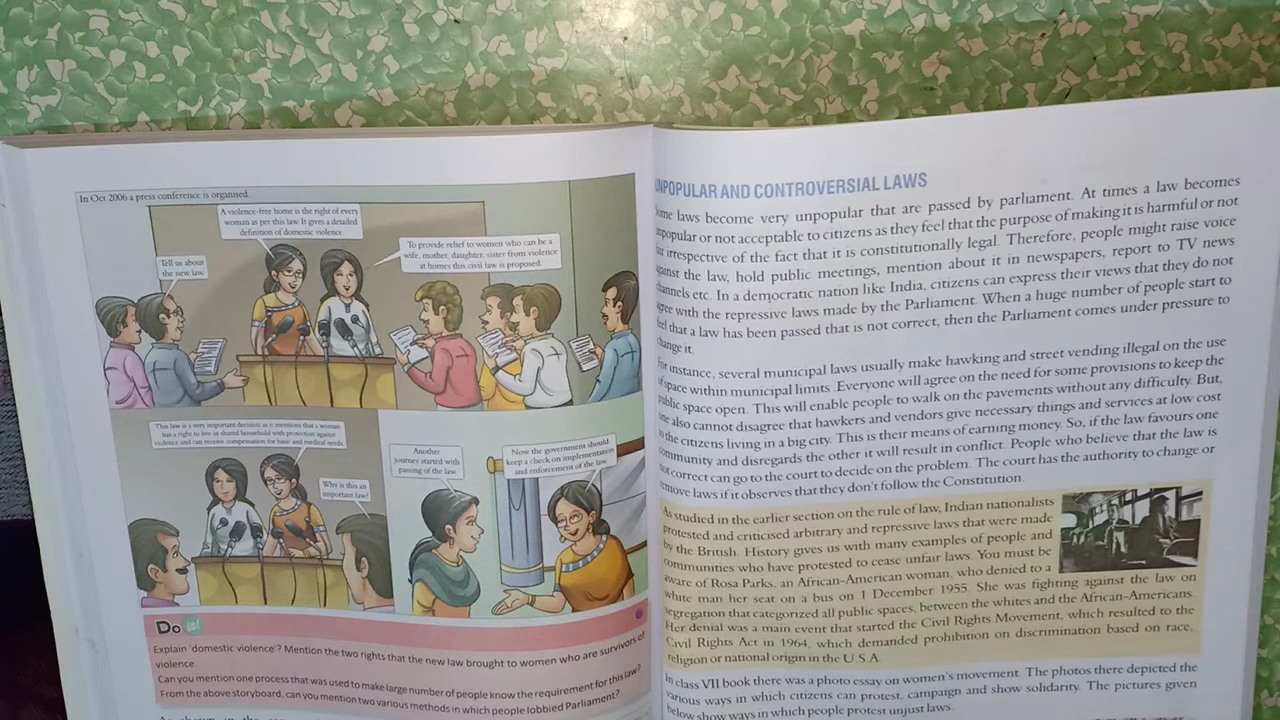 In Oct 2006 a press conference is organised.
A violence-free home is the right of every
woman as per this law. It gives a detailed
definition of domestic violence.
Tell us about
the new law.
To provide relief to women who can be a
wife, mother, daughter, sister from violence
at homes this civil law is proposed.
This law is a very important decision as it mentions that a woman
has a right to live in shared household with protection against
violence and can receive compensation for basic and medical needs.
Why is this an
important law?
Another
journey started with
passing of the law.
Now the government should
keep a check on implementation
and enforcement of the law.
Do it!
Explain 'domestic violence'? Mention the two rights that the new law brought to women who are survivors of
violence.
Can you mention one process that was used to make large number of people know the requirement for this law?
From the above storyboard, can you mention two various methods in which people lobbied Parliament?
UNPOPULAR AND CONTROVERSIAL LAWS
Some laws become very unpopular that are passed by parliament. At times a law becomes
unpopular or not acceptable to citizens as they feel that the purpose of making it is harmful or not
fair irrespective of the fact that it is constitutionally legal. Therefore, people might raise voice
against the law, hold public meetings, mention about it in newspapers, report to TV news
channels etc. In a democratic nation like India, citizens can express their views that they do not
agree with the repressive laws made by the Parliament. When a huge number of people start to
feel that a law has been passed that is not correct, then the Parliament comes under pressure to
change it.
For instance, several municipal laws usually make hawking and street vending illegal on the use
of space within municipal limits .Everyone will agree on the need for some provisions to keep the
public space open. This will enable people to walk on the pavements without any difficulty. But,
one also cannot disagree that hawkers and vendors give necessary things and services at low cost
to the citizens living in a big city. This is their means of earning money. So, if the law favours one
community and disregards the other it will result in conflict. People who believe that the law is
not correct can go to the court to decide on the problem. The court has the authority to change or
remove laws if it observes that they don't follow the Constitution.
As studied in the earlier section on the rule of law, Indian nationalists
protested and criticised arbitrary and repressive laws that were made
by the British. History gives us with many examples of people and
communities who have protested to cease unfair laws. You must be
aware of Rosa Parks, an African-American woman, who denied to a
white man her seat on a bus on 1 December 1955. She was fighting against the law on
segregation that categorized all public spaces, between the whites and the African-Americans.
Her denial was a main event that started the Civil Rights Movement, which resulted to the
Civil Rights Act in 1964, which demanded prohibition on discrimination based on race,
religion or national origin in the U.S.A.
In class VII book there was a photo essay on women's movement. The photos there depicted the
various ways in which citizens can protest, campaign and show solidarity. The pictures given
below show ways in which people protest unjust laws.